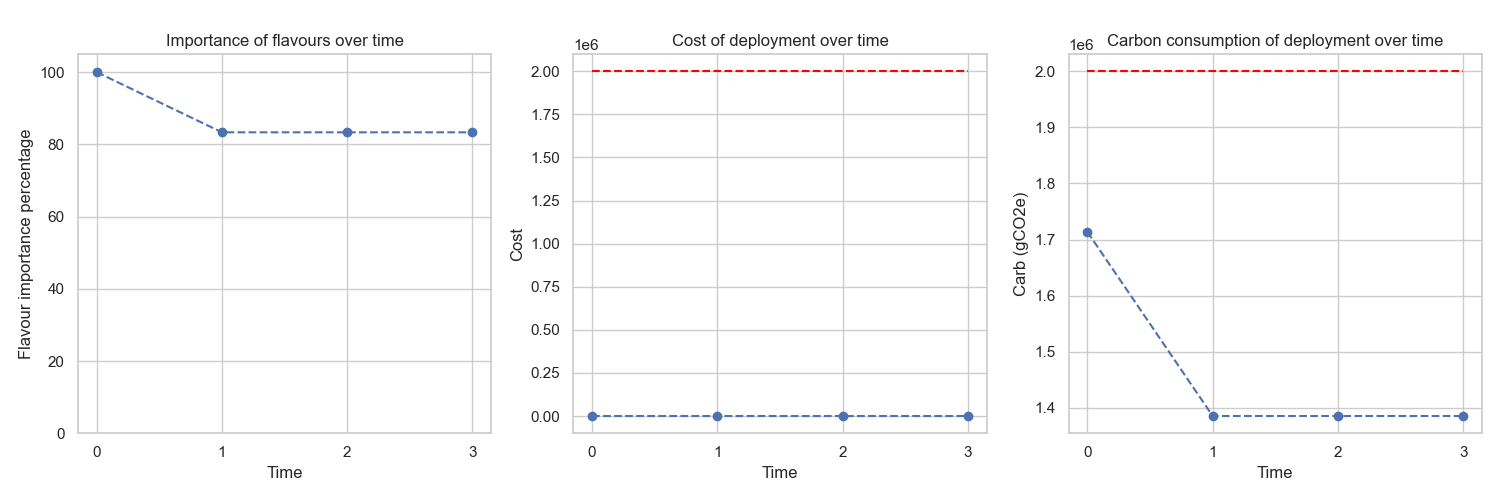 Importance of flavours over time
Flavour importance percentage
100
80
60
40
20
0
0 1 2 3
Time
Cost of deployment over time
1e6
Cost
2.00
1.75
1.50
1.25
1.00
0.75
0.50
0.25
0.00
0 1 2 3
Time
Carbon consumption of deployment over time
1e6
Carb (gCO2e)
2.0
1.9
1.8
1.7
1.6
1.5
1.4
0 1 2 3
Time